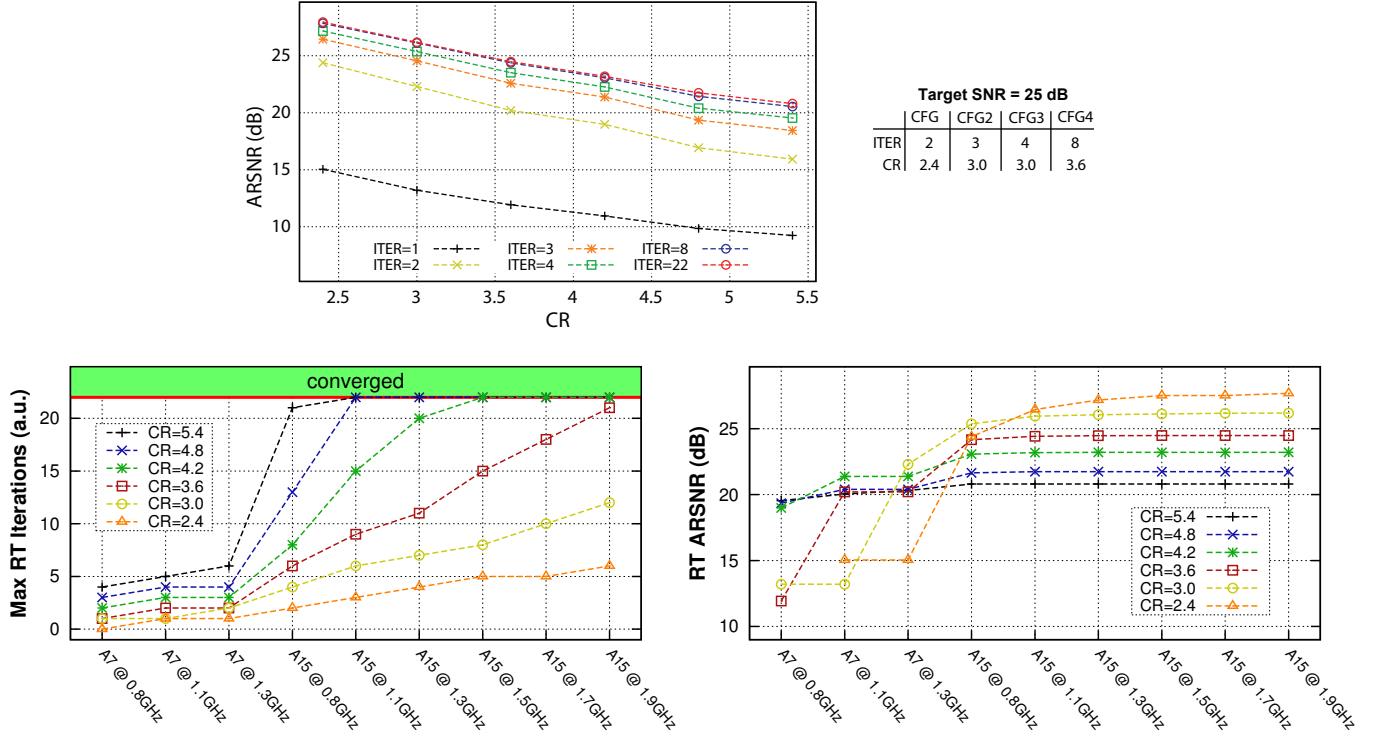 25
20
15
10
ARSNR (dB)
ITER=1
ITER=3
ITER=8
ITER=2
ITER=4
ITER=22
2.5
3
3.5
4
4.5
5
5.5
CR
Target SNR = 25 dB
CFG CFG2 CFG3 CFG4
ITER 2 3 4 8
CR 2.4 3.0 3.0 3.6
converged
Max RT Iterations (a.u.)
20
15
10
5
0
CR=5.4
CR=4.8
CR=4.2
CR=3.6
CR=3.0
CR=2.4
A7 @ 0.8GHz
A7 @ 1.1GHz
A7 @ 1.3GHz
A15 @ 0.8GHz
A15 @ 1.1GHz
A15 @ 1.3GHz
A15 @ 1.5GHz
A15 @ 1.7GHz
A15 @ 1.9GHz
RT ARSNR (dB)
25
20
15
10
CR=5.4
CR=4.8
CR=4.2
CR=3.6
CR=3.0
CR=2.4
A7 @ 0.8GHz
A7 @ 1.1GHz
A7 @ 1.3GHz
A15 @ 0.8GHz
A15 @ 1.1GHz
A15 @ 1.3GHz
A15 @ 1.5GHz
A15 @ 1.7GHz
A15 @ 1.9GHz